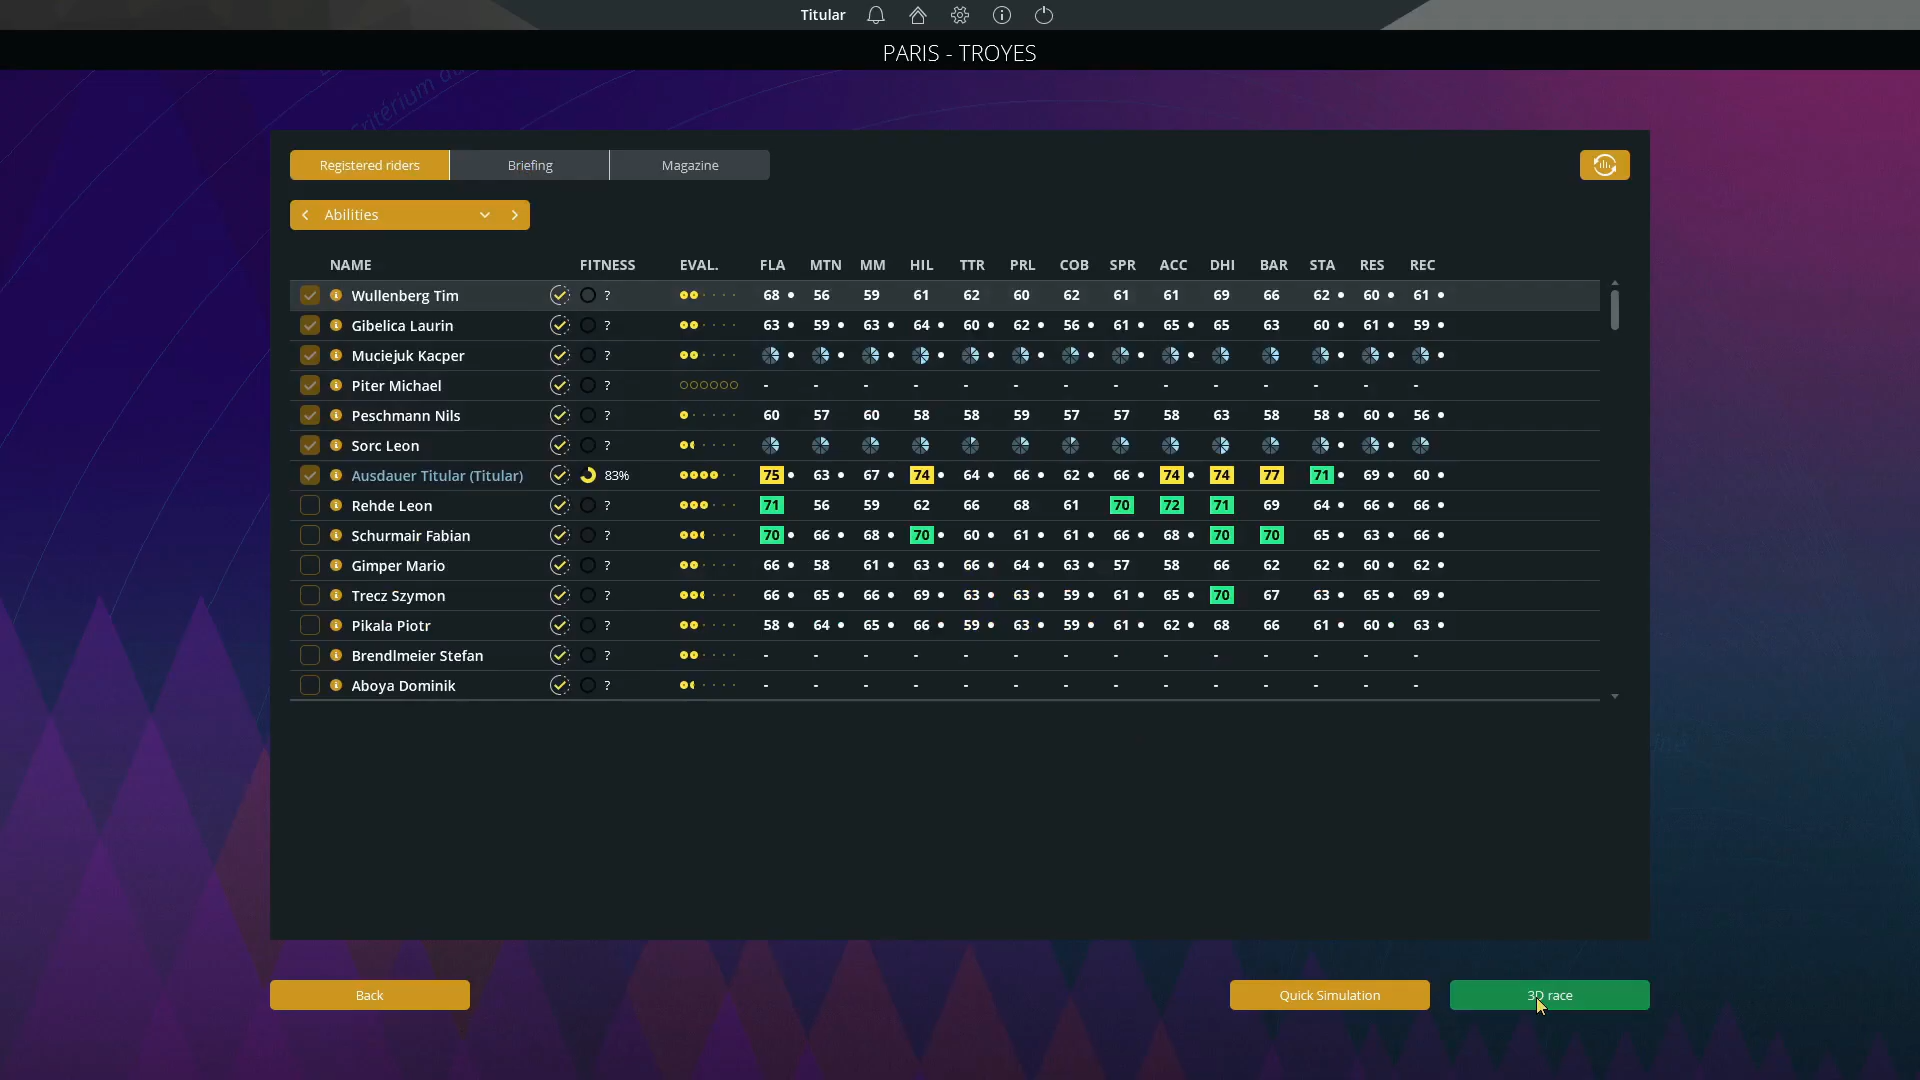 Titular
PARIS - TROYES
Critérium du
Registered riders Briefing Magazine
Abilities
NAME FITNESS EVAL. FLA MTN MM HIL TTR PRL COB SPR ACC DHI BAR STA RES REC
Wullenberg Tim ? 68 56 59 61 62 60 62 61 61 69 66 62 60 61
Gibelica Laurin ? 63 59 63 64 60 62 56 61 65 65 63 60 61 59
Muciejuk Kacper ?
Piter Michael ? - - - - - - - - - - - - - -
Peschmann Nils ? 60 57 60 58 58 59 57 57 58 63 58 58 60 56
Sorc Leon ?
Ausdauer Titular (Titular) 83% 75 63 67 74 64 66 62 66 74 74 77 71 69 60
Rehde Leon ? 71 56 59 62 66 68 61 70 72 71 69 64 66 66
Schurmair Fabian ? 70 66 68 70 60 61 61 66 68 70 70 65 63 66
Gimper Mario ? 66 58 61 63 66 64 63 57 58 66 62 62 60 62
Trecz Szymon ? 66 65 66 69 63 63 59 61 65 70 67 63 65 69
Pikala Piotr ? 58 64 65 66 59 63 59 61 62 68 66 61 60 63
Brendlmeier Stefan ? - - - - - - - - - - - - - -
Aboya Dominik ? - - - - - - - - - - - - - -
Back Quick Simulation 3D race